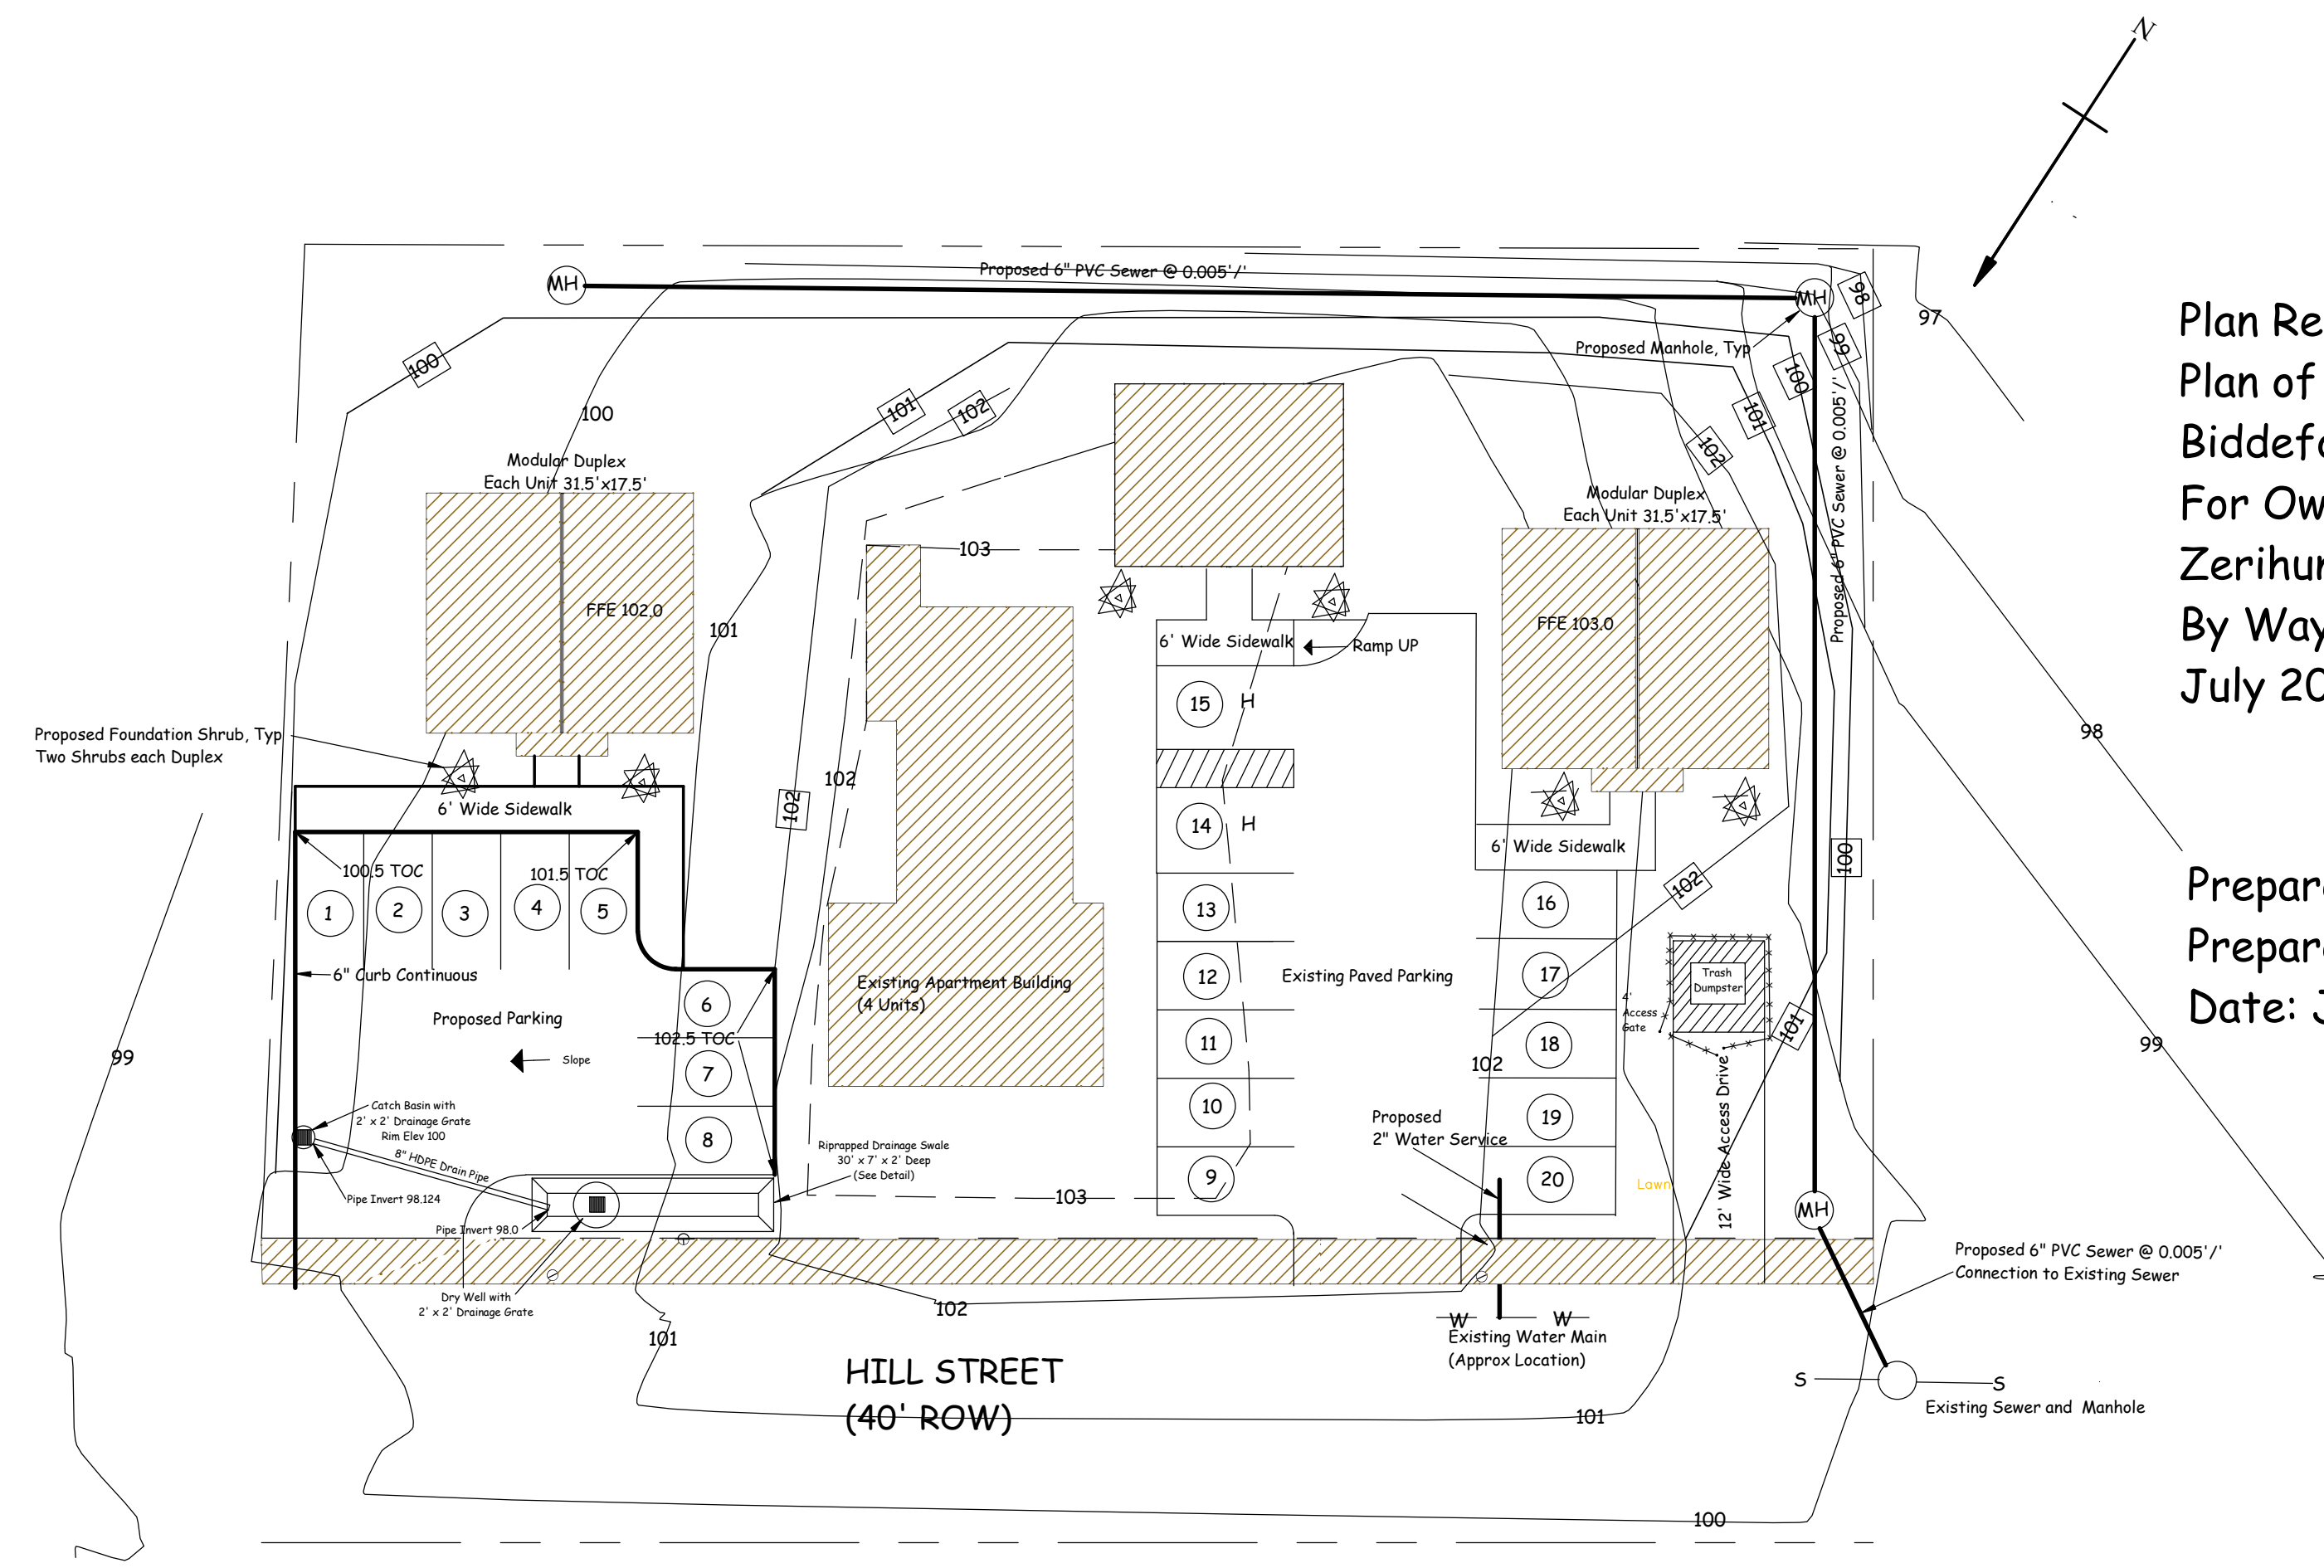 N
Proposed 6" PVC Sewer @ 0.005'/'
MH
MH
98
97
99
100
Proposed Manhole, Typ
100
101
102
101
102
100
Modular Duplex
Each Unit 31.5'x17.5'
Modular Duplex
Each Unit 31.5'x17.5'
Proposed 6" PVC Sewer @ 0.005'/'
103
FFE 102.0
101
FFE 103.0
6' Wide Sidewalk
Ramp UP
15
H
Proposed Foundation Shrub, Typ
Two Shrubs each Duplex
98
102
102
6' Wide Sidewalk
14
H
6' Wide Sidewalk
100
100.5 TOC
101.5 TOC
102
1
2
3
4
5
13
16
6" Curb Continuous
Existing Apartment Building
(4 Units)
12
Existing Paved Parking
17
Trash
Dumpster
4'
Access
Gate
6
Proposed Parking
102.5 TOC
11
18
101
99
99
Slope
7
102
12' Wide Access Drive
Catch Basin with
2' x 2' Drainage Grate
Rim Elev 100
10
Proposed
2" Water Service
19
8
Riprapped Drainage Swale
30' x 7' x 2' Deep
(See Detail)
8" HDPE Drain Pipe
Pipe Invert 98.124
9
20
Lawn
103
MH
Pipe Invert 98.0
Proposed 6" PVC Sewer @ 0.005'/'
Connection to Existing Sewer
Dry Well with
2' x 2' Drainage Grate
102
101
W
W
Existing Water Main
(Approx Location)
HILL STREET
(40' ROW)
S
S
Existing Sewer and Manhole
101
100
Plan Re
Plan of
Biddefo
For Ow
Zerihun
By Way
July 20
Prepar
Prepar
Date: J